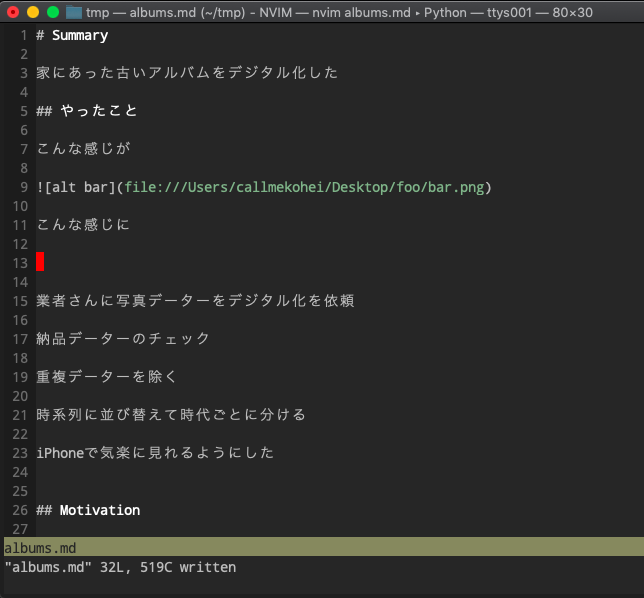 tmp — albums.md (~/tmp) - NVIM — nvim albums.md ▸ Python — ttys001 — 80×30
1 # Summary
2
3 家にあった古いアルバムをデジタル化した
4
5 ## やったこと
6
7 こんな感じが
8
9 ![alt bar](file:///Users/callmekohei/Desktop/foo/bar.png)
10
11 こんな感じに
12
13
14
15 業者さんに写真データーをデジタル化を依頼
16
17 納品データーのチェック
18
19 重複データーを除く
20
21 時系列に並び替えて時代ごとに分ける
22
23 iPhoneで気楽に見れるようにした
24
25
26 ## Motivation
27
albums.md
"albums.md" 32L, 519C written